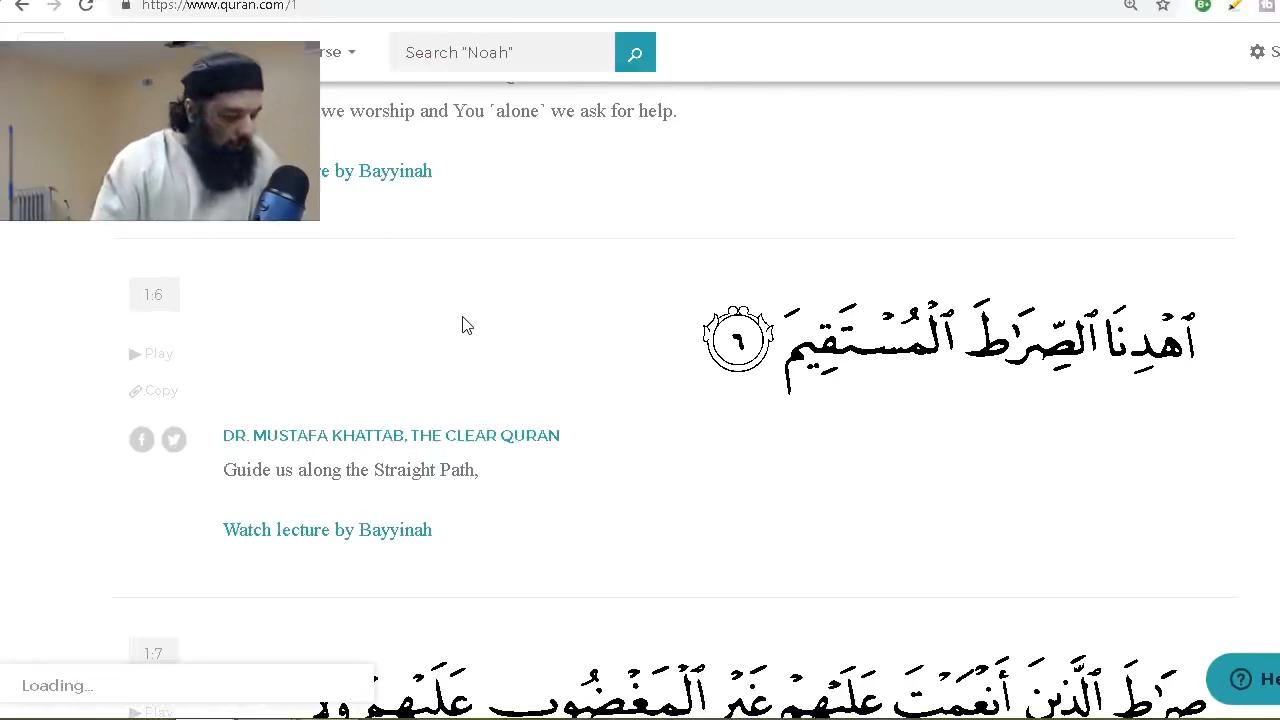 https://www.quran.com/1
rse
Search "Noah"
we worship and You ˹alone˺ we ask for help.
re by Bayyinah
1:6
ٱهْدِنَا ٱلصِّرَٰطَ ٱلْمُسْتَقِيمَ ٦
Play
Copy
DR. MUSTAFA KHATTAB, THE CLEAR QURAN
Guide us along the Straight Path,
Watch lecture by Bayyinah
1:7
صِرَٰطَ ٱلَّذِينَ أَنْعَمْتَ عَلَيْهِمْ غَيْرِ ٱلْمَغْضُوبِ عَلَيْهِمْ
Play
Loading...